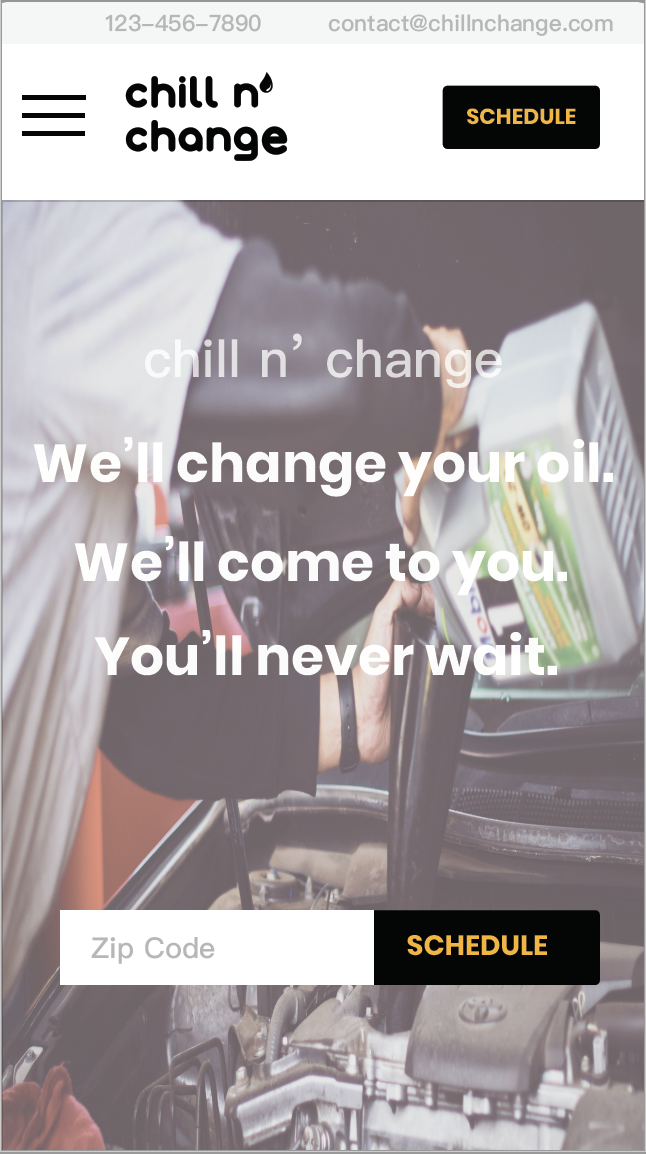 123-456-7890 contact@chillnchange.com
chill n'
change
SCHEDULE
chill n’ change
We’ll change your oil.
We’ll come to you.
You’ll never wait.
Zip Code SCHEDULE